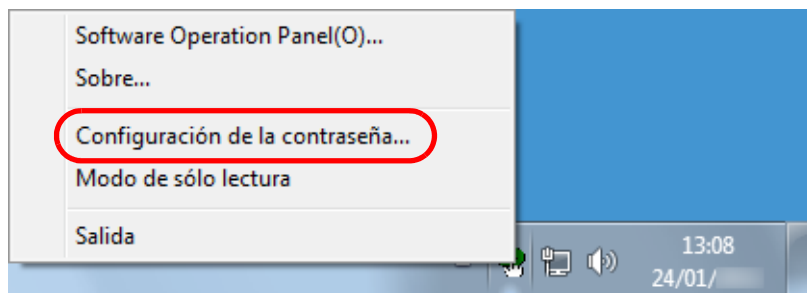 Software Operation Panel(O)...
Sobre...
Configuración de la contraseña...
Modo de sólo lectura
Salida
13:08
24/01/